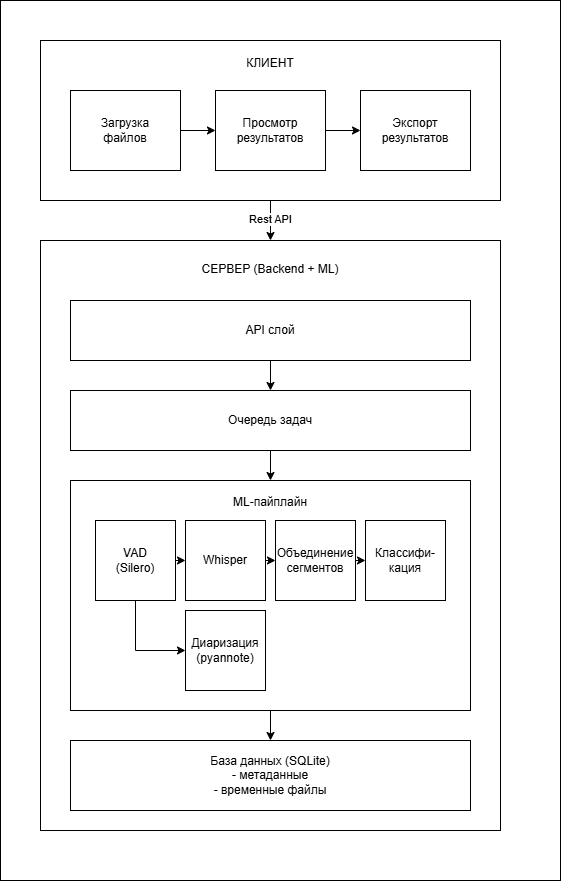 КЛИЕНТ
Загрузка
файлов
Просмотр
результатов
Экспорт
результатов
Rest API
СЕРВЕР (Backend + ML)
API слой
Очередь задач
ML-пайплайн
VAD
(Silero)
Whisper
Объединение
сегментов
Классифи-
кация
Диаризация
(pyannote)
База данных (SQLite)
- метаданные
- временные файлы